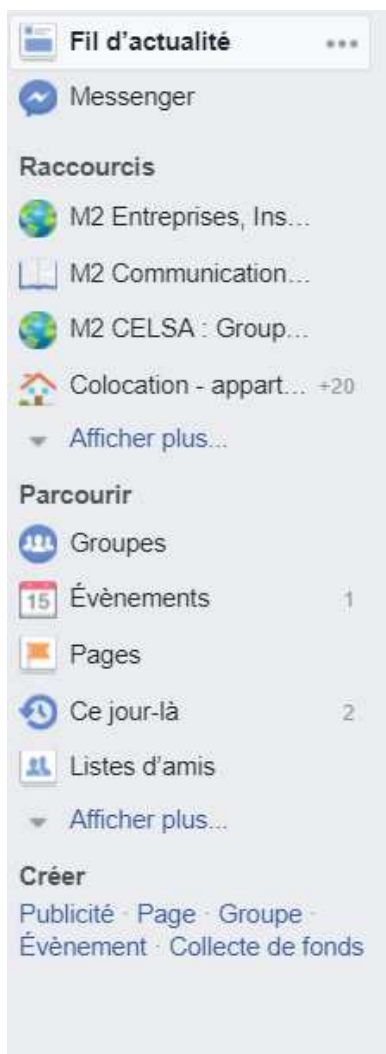 Fil d’actualité
Messenger
Raccourcis
M2 Entreprises, Ins...
M2 Communication...
M2 CELSA : Group...
Colocation - appart... +20
Afficher plus...
Parcourir
Groupes
15 Évènements 1
Pages
Ce jour-là 2
Listes d’amis
Afficher plus...
Créer
Publicité · Page · Groupe ·
Évènement · Collecte de fonds